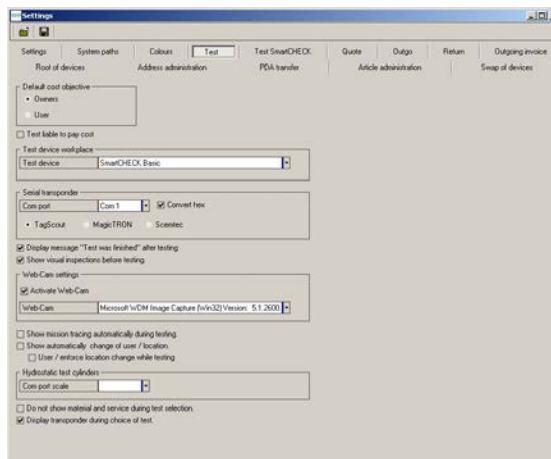 Settings
Settings System paths Colours Test Test SmartCHECK Quote Outgo Return Outgoing invoice
Root of devices Address administration PDA transfer Article administration Swap of devices
Default cost objective
Owners
User
Test liable to pay cost
Test device workplace
Test device SmartCHECK Basic
Serial transponder
Com port Com 1 Convert hex
TagScout MagicTRON Scemtec
Display message "Test was finished" after testing
Show visual inspections before testing.
Web-Cam settings
Activate Web-Cam
Web-Cam Microsoft WDM Image Capture (Win32) Version: 5.1.2600.
Show mission tracing automatically during testing.
Show automatically change of user / location.
User / enforce location change while testing
Hydrostatic test cylinders
Com port scale
Do not show material and service during test selection.
Display transponder during choice of test.